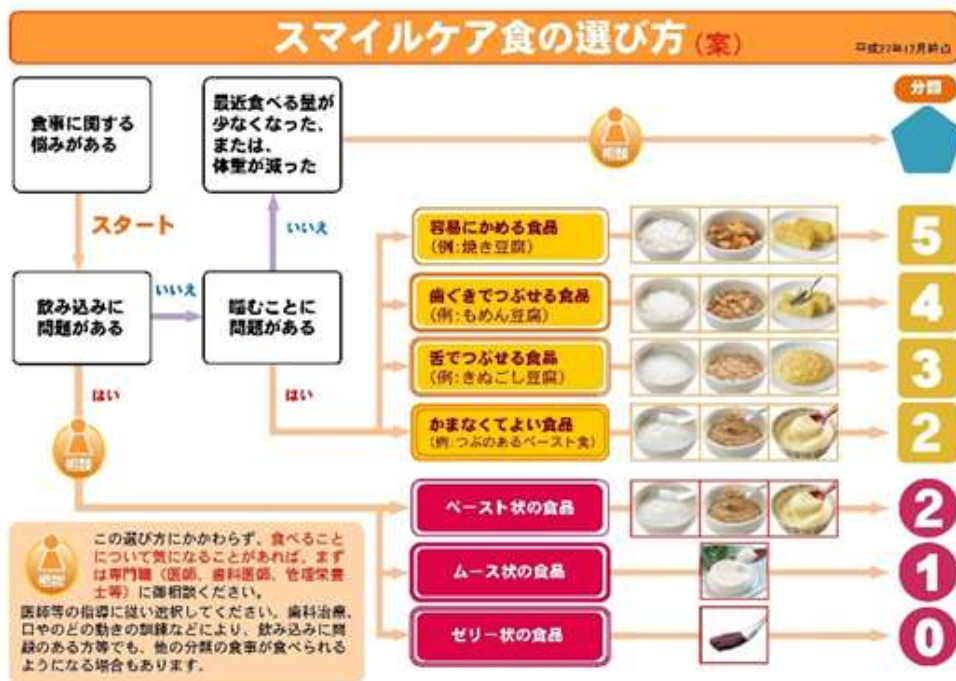 スマイルケア食の選び方(案)
分類
食事に関する
悩みがある
最近食べる量が
少なくなった、
または、
体重が減った
相談
スタート
いいえ
飲み込みに
問題がある
いいえ
噛むことに
問題がある
はい
はい
相談
容易にかめる食品
(例:焼き豆腐)
5
歯ぐきでつぶせる食品
(例:もめん豆腐)
4
舌でつぶせる食品
(例:きぬごし豆腐)
3
かまなくてよい食品
(例:つぶのあるペースト食)
2
ペースト状の食品
2
ムース状の食品
1
ゼリー状の食品
0
相談
この選び方にかかわらず、食べること
について気になることがあれば、まず
は専門職(医師、歯科医師、管理栄養
士等)に御相談ください。
医師等の指導に従い選択してください。歯科治療、
口やのどの動きの訓練などにより、飲み込みに問
題のある方等でも、他の分類の食事が食べられる
ようになる場合もあります。